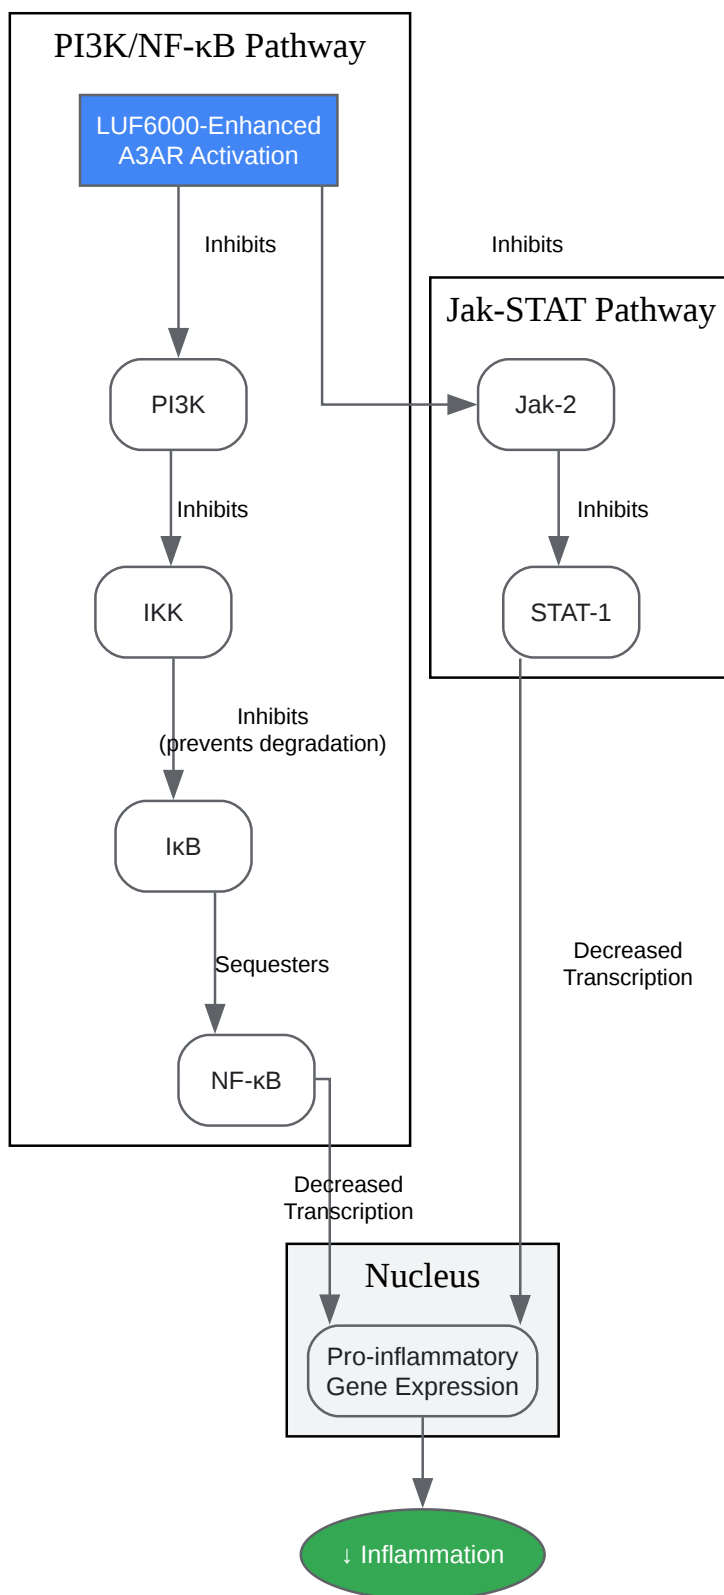 PI3K/NF-κB Pathway
LUF6000-Enhanced
A3AR Activation
Inhibits
Inhibits
Jak-STAT Pathway
PI3K
Jak-2
Inhibits
Inhibits
IKK
STAT-1
Inhibits
(prevents degradation)
IκB
Sequesters
Decreased
Transcription
NF-κB
Decreased
Transcription
Nucleus
Pro-inflammatory
Gene Expression
↓ Inflammation